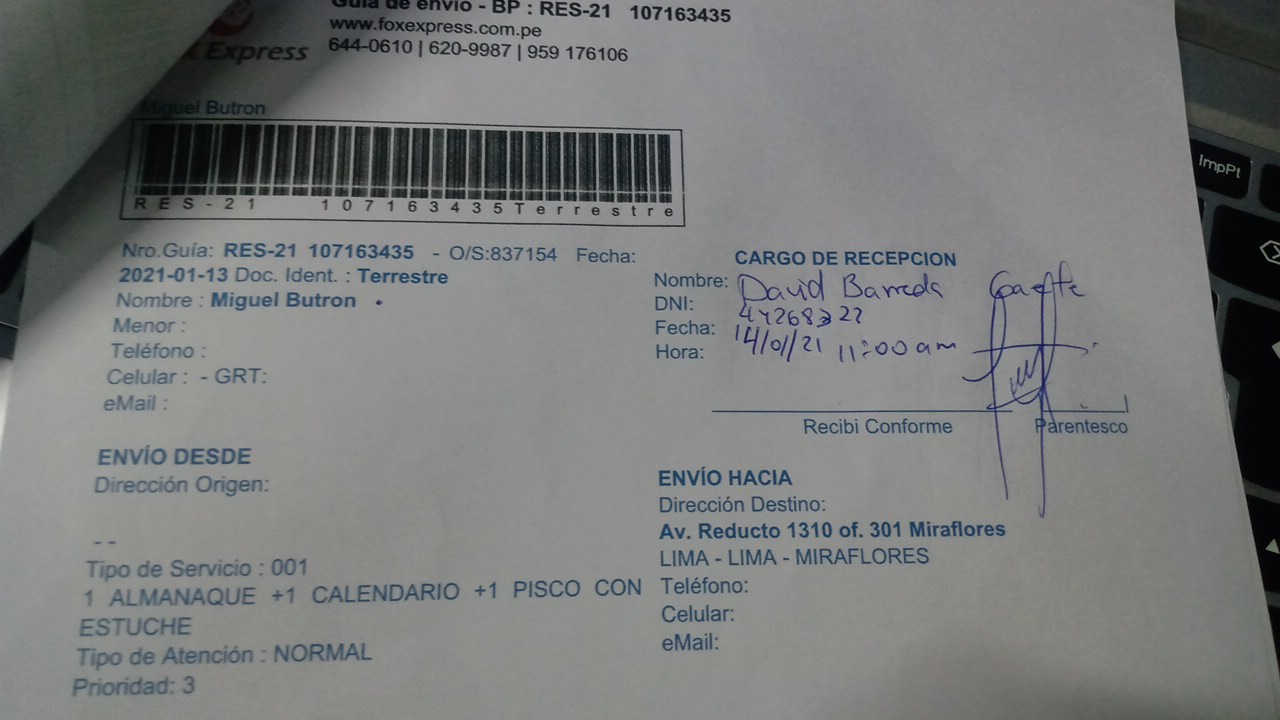 Guía de envío - BP : RES-21 107163435
www.foxexpress.com.pe
644-0610 | 620-9987 | 959 176106
Express
Miguel Butron
RES-21 107163435Terrestre
Nro.Guía: RES-21 107163435 - O/S:837154 Fecha:
2021-01-13 Doc. Ident. : Terrestre
Nombre : Miguel Butron
Menor :
Teléfono :
Celular : - GRT:
eMail :
CARGO DE RECEPCION
Nombre: David Barreda
DNI: 44268322
Fecha: 14/01/21
Hora: 11:00 am
Recibi Conforme Parentesco
ENVÍO DESDE
Dirección Origen:
- -
Tipo de Servicio : 001
1 ALMANAQUE +1 CALENDARIO +1 PISCO CON
ESTUCHE
Tipo de Atención : NORMAL
Prioridad: 3
ENVÍO HACIA
Dirección Destino:
Av. Reducto 1310 of. 301 Miraflores
LIMA - LIMA - MIRAFLORES
Teléfono:
Celular:
eMail:
ImpPt